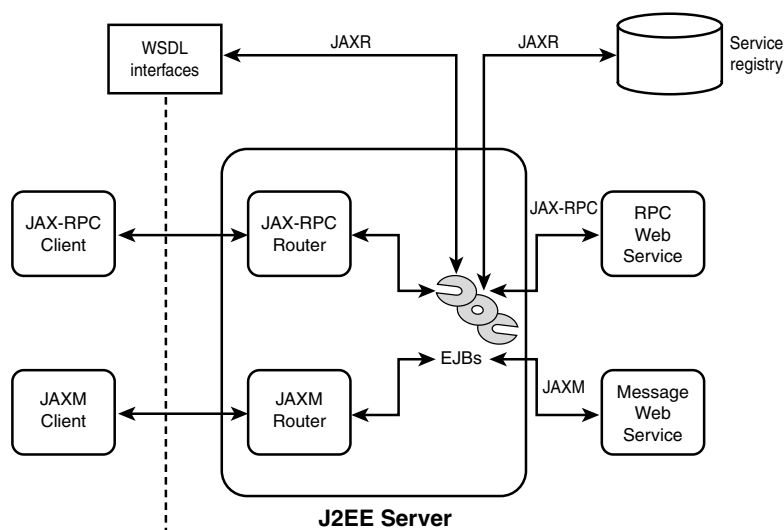 WSDL
interfaces
JAXR
JAXR
Service
registry
JAX-RPC
Client
JAX-RPC
Router
JAX-RPC
RPC
Web
Service
EJBs
JAXM
Client
JAXM
Router
JAXM
Message
Web
Service
J2EE Server